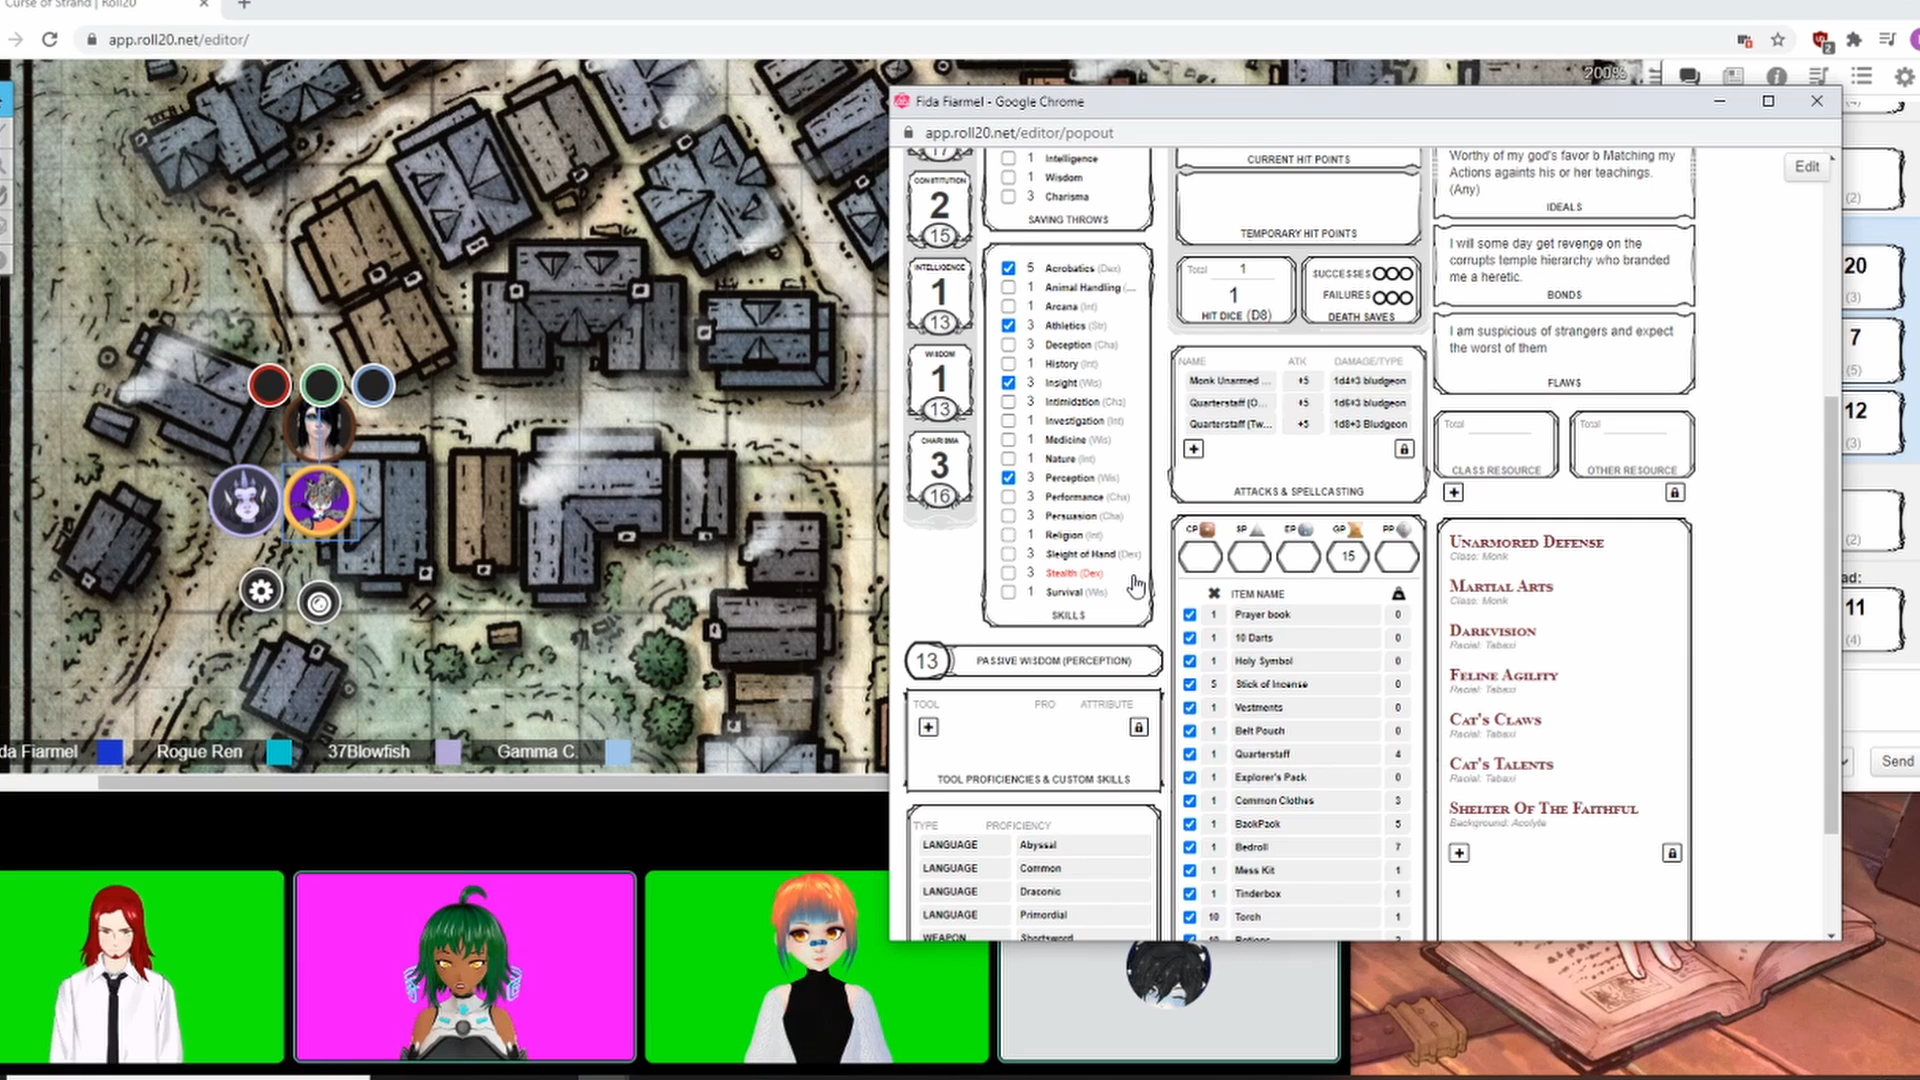 Curse of Strand | Roll20
app.roll20.net/editor/
200%
Fida Fiarmel - Google Chrome
app.roll20.net/editor/popout
Edit
17
CONSTITUTION
2
15
INTELLIGENCE
1
13
WISDOM
1
13
CHARISMA
3
16
1 Intelligence
1 Wisdom
3 Charisma
SAVING THROWS
5 Acrobatics (Dex)
1 Animal Handling (...
1 Arcana (Int)
3 Athletics (Str)
3 Deception (Cha)
1 History (Int)
3 Insight (Wis)
3 Intimidation (Cha)
1 Investigation (Int)
1 Medicine (Wis)
1 Nature (Int)
3 Perception (Wis)
3 Performance (Cha)
3 Persuasion (Cha)
1 Religion (Int)
3 Sleight of Hand (Dex)
3 Stealth (Dex)
1 Survival (Wis)
SKILLS
13 PASSIVE WISDOM (PERCEPTION)
TOOL PRO ATTRIBUTE
TOOL PROFICIENCIES & CUSTOM SKILLS
TYPE PROFICIENCY
LANGUAGE Abyssal
LANGUAGE Common
LANGUAGE Draconic
LANGUAGE Primordial
WEAPON Shortsword
CURRENT HIT POINTS
TEMPORARY HIT POINTS
Total 1
1
HIT DICE (D8)
SUCCESSES
FAILURES
DEATH SAVES
NAME ATK DAMAGE/TYPE
Monk Unarmed ... +5 1d4+3 bludgeon
Quarterstaff (O... +5 1d6+3 bludgeon
Quarterstaff (Tw... +5 1d8+3 Bludgeon
ATTACKS & SPELLCASTING
CP SP EP GP PP
15
ITEM NAME
1 Prayer book 0
1 10 Darts 0
1 Holy Symbol 0
5 Stick of Incense 0
1 Vestments 0
1 Belt Pouch 0
1 Quarterstaff 4
1 Explorer's Pack 0
1 Common Clothes 3
1 BackPack 5
1 Bedroll 7
1 Mess Kit 1
1 Tinderbox 1
10 Torch 1
Worthy of my god's favor b Matching my
Actions againts his or her teachings.
(Any)
IDEALS
I will some day get revenge on the
corrupts temple hierarchy who branded
me a heretic.
BONDS
I am suspicious of strangers and expect
the worst of them
FLAWS
Total
CLASS RESOURCE
Total
OTHER RESOURCE
UNARMORED DEFENSE
Class: Monk
MARTIAL ARTS
Class: Monk
DARKVISION
Racial: Tabaxi
FELINE AGILITY
Racial: Tabaxi
CAT'S CLAWS
Racial: Tabaxi
CAT'S TALENTS
Racial: Tabaxi
SHELTER OF THE FAITHFUL
Background: Acolyte
(2)
20
(3)
7
(5)
12
(3)
(2)
ad:
11
(4)
Send
da Fiarmel
Rogue Ren
37Blowfish
Gamma C.